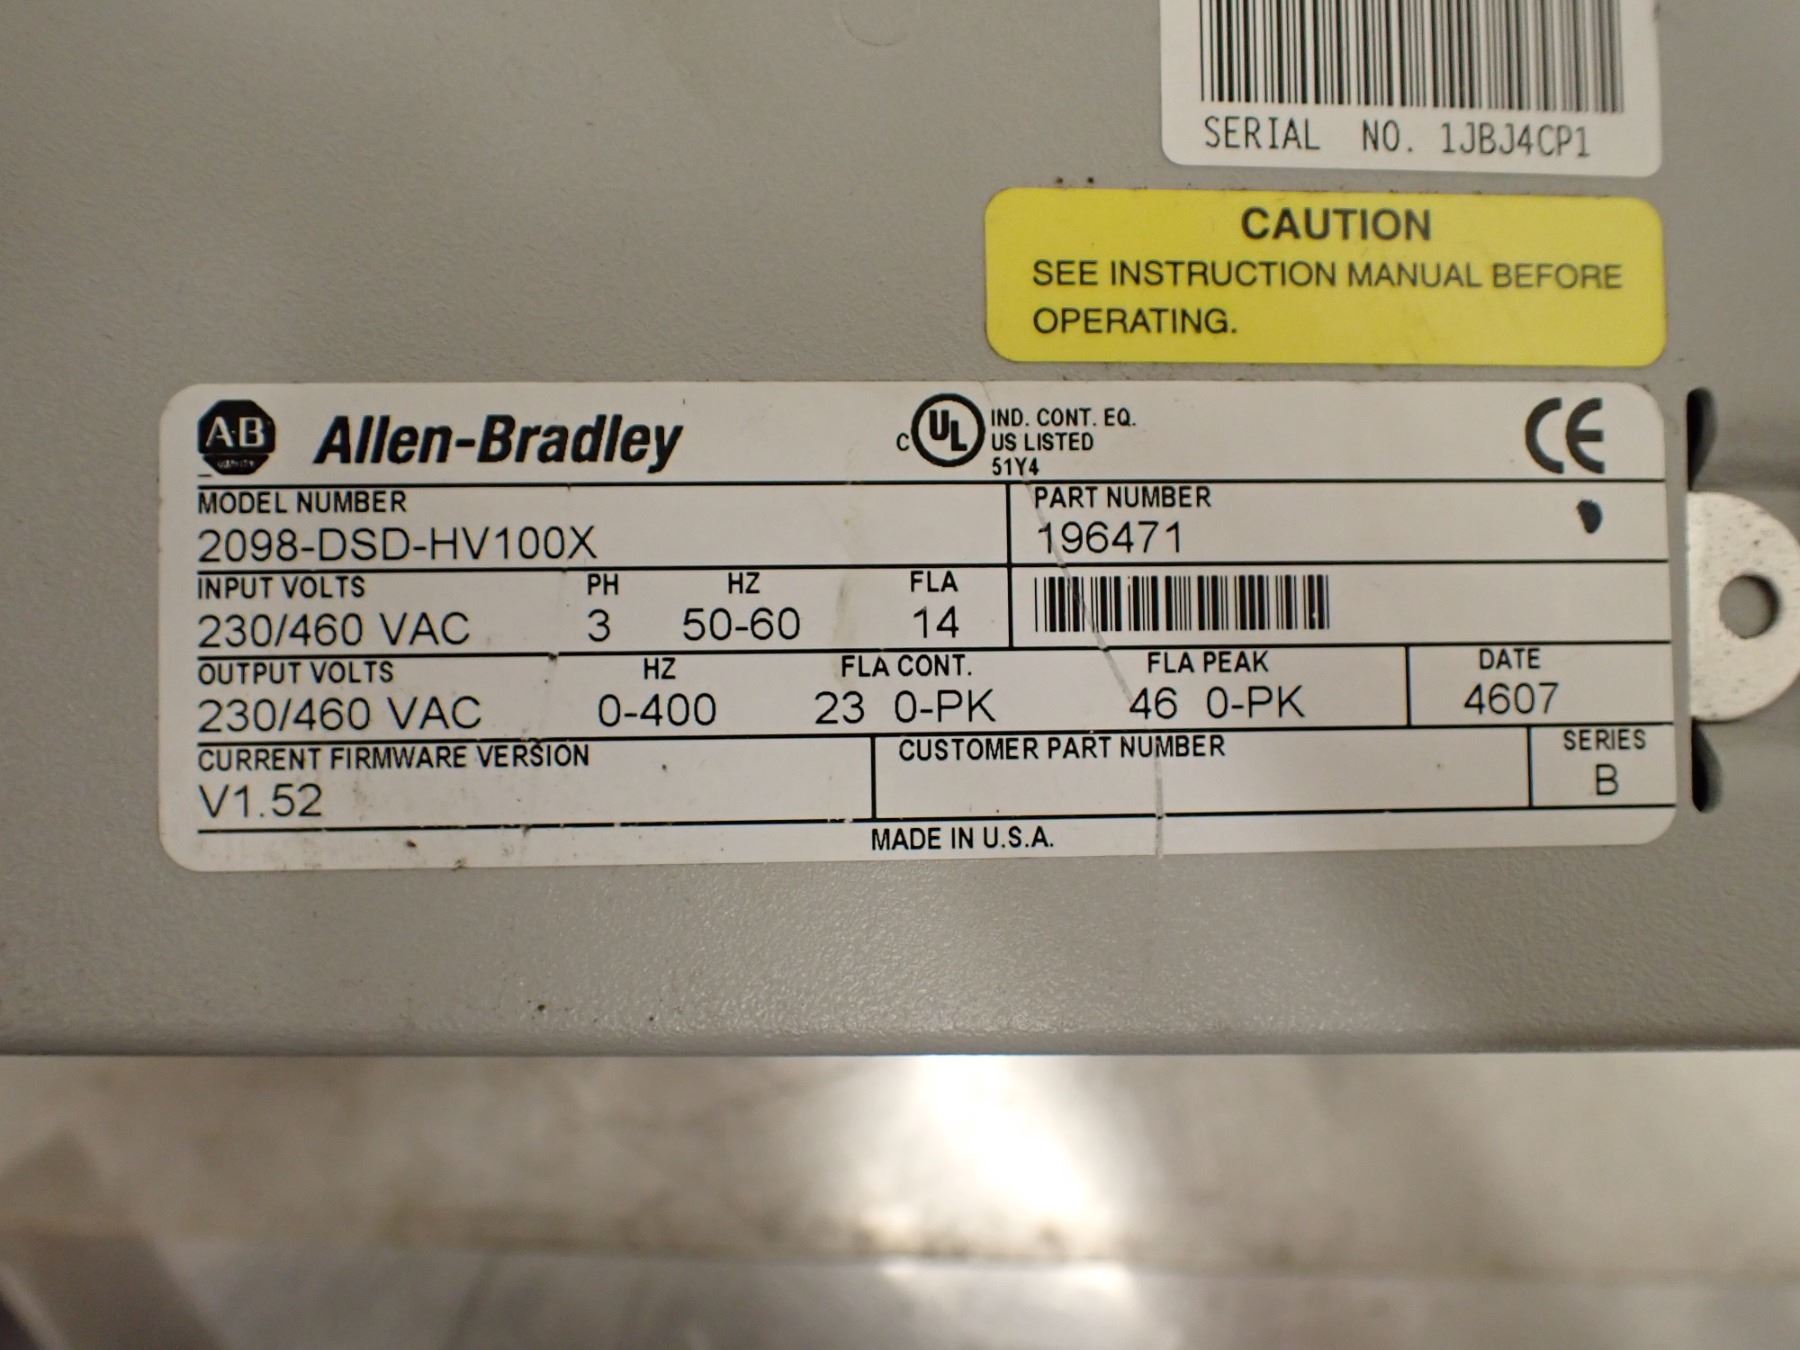 SERIAL NO. 1JBJ4CP1
CAUTION
SEE INSTRUCTION MANUAL BEFORE
OPERATING.
A·B
Allen-Bradley
C UL
IND. CONT. EQ.
US LISTED
51Y4
CE
MODEL NUMBER
2098-DSD-HV100X
PART NUMBER
196471
INPUT VOLTS PH HZ FLA
230/460 VAC 3 50-60 14
OUTPUT VOLTS HZ FLA CONT. FLA PEAK DATE
230/460 VAC 0-400 23 0-PK 46 0-PK 4607
CURRENT FIRMWARE VERSION
V1.52
CUSTOMER PART NUMBER
SERIES
B
MADE IN U.S.A.